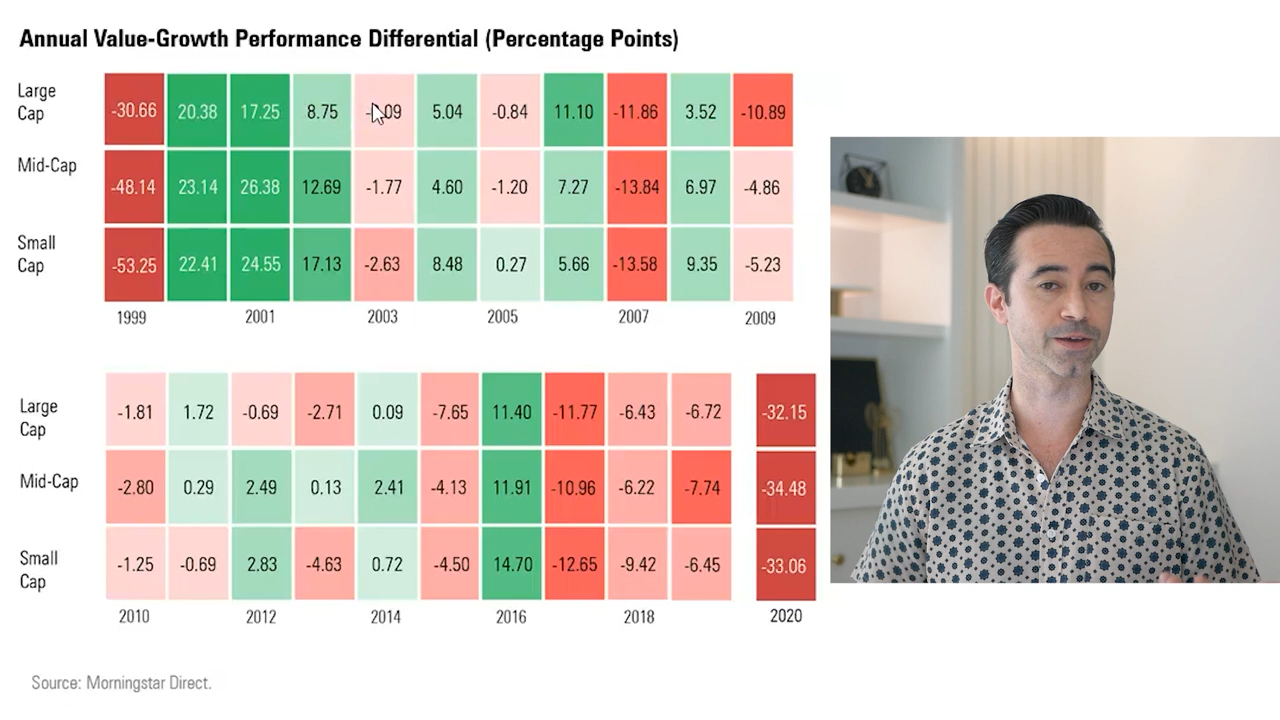 Annual Value-Growth Performance Differential (Percentage Points)
Large Cap -30.66 20.38 17.25 8.75 5.04 -0.84 11.10 -11.86 3.52 -10.89
Mid-Cap -48.14 23.14 26.38 12.69 -1.77 4.60 -1.20 7.27 -13.84 6.97 -4.86
Small Cap -53.25 22.41 24.55 17.13 -2.63 8.48 0.27 5.66 -13.58 9.35 -5.23
1999 2001 2003 2005 2007 2009
Large Cap -1.81 1.72 -0.69 -2.71 0.09 -7.65 11.40 -11.77 -6.43 -6.72 -32.15
Mid-Cap -2.80 0.29 2.49 0.13 2.41 -4.13 11.91 -10.96 -6.22 -7.74 -34.48
Small Cap -1.25 -0.69 2.83 -4.63 0.72 -4.50 14.70 -12.65 -9.42 -6.45 -33.06
2010 2012 2014 2016 2018 2020
Source: Morningstar Direct.